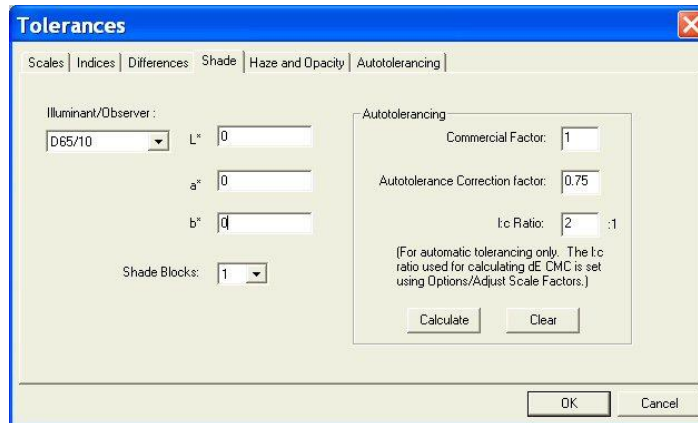 Tolerances
Scales | Indices | Differences | Shade | Haze and Opacity | Autotolerancing
Illuminant/Observer :
D65/10
L* 0
a* 0
b* 0
Shade Blocks: 1
Autotolerancing
Commercial Factor: 1
Autotolerance Correction factor: 0.75
l:c Ratio: 2 :1
(For automatic tolerancing only. The l:c
ratio used for calculating dE CMC is set
using Options/Adjust Scale Factors.)
Calculate Clear
OK Cancel